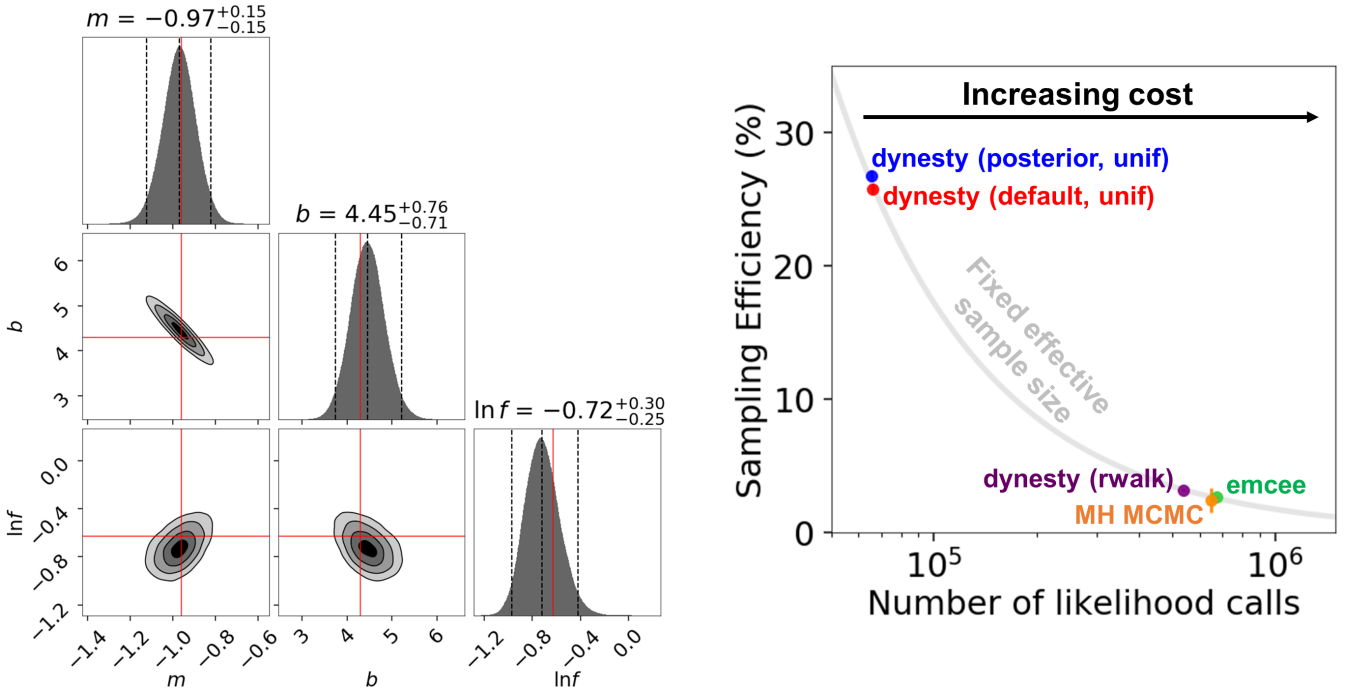 m = −0.97+0.15−0.15
b = 4.45+0.76−0.71
ln f = −0.72+0.30−0.25
6
5
4
3
b
0.0
−0.4
−0.8
−1.2
lnf
−1.4 −1.2 −1.0 −0.8 −0.6
m
3 4 5 6
b
−1.2 −0.8 −0.4 0.0
lnf
Increasing cost
dynesty (posterior, unif)
dynesty (default, unif)
Fixed effective
sample size
dynesty (rwalk)
emcee
MH MCMC
30
20
10
0
Sampling Efficiency (%)
10^5 10^6
Number of likelihood calls